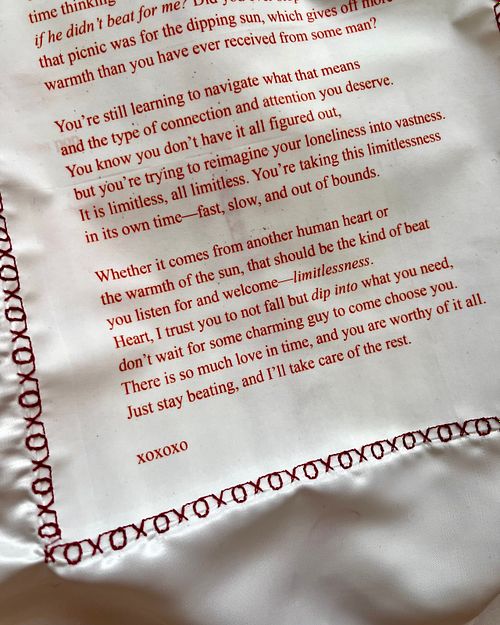 time thinking
if he didn't beat for me? Did you ever stop
that picnic was for the dipping sun, which gives off more
warmth than you have ever received from some man?
You're still learning to navigate what that means
and the type of connection and attention you deserve.
You know you don't have it all figured out,
but you're trying to reimagine your loneliness into vastness.
It is limitless, all limitless. You're taking this limitlessness
in its own time—fast, slow, and out of bounds.
Whether it comes from another human heart or
the warmth of the sun, that should be the kind of beat
you listen for and welcome—limitlessness.
Heart, I trust you to not fall but dip into what you need,
don't wait for some charming guy to come choose you.
There is so much love in time, and you are worthy of it all.
Just stay beating, and I'll take care of the rest.
xoxoxo
XOXOXOXOXOXOXOXOXOXO